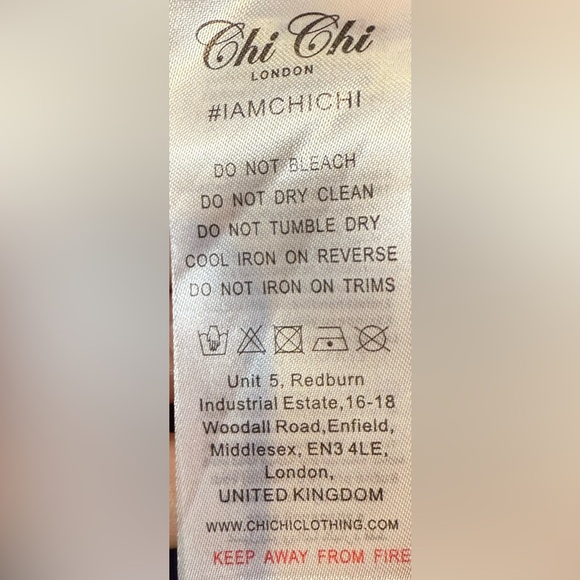 Chi Chi
LONDON
#IAMCHICHI
DO NOT BLEACH
DO NOT DRY CLEAN
DO NOT TUMBLE DRY
COOL IRON ON REVERSE
DO NOT IRON ON TRIMS
Unit 5, Redburn
Industrial Estate,16-18
Woodall Road,Enfield,
Middlesex, EN3 4LE,
London,
UNITED KINGDOM
WWW.CHICHICLOTHING.COM
KEEP AWAY FROM FIRE